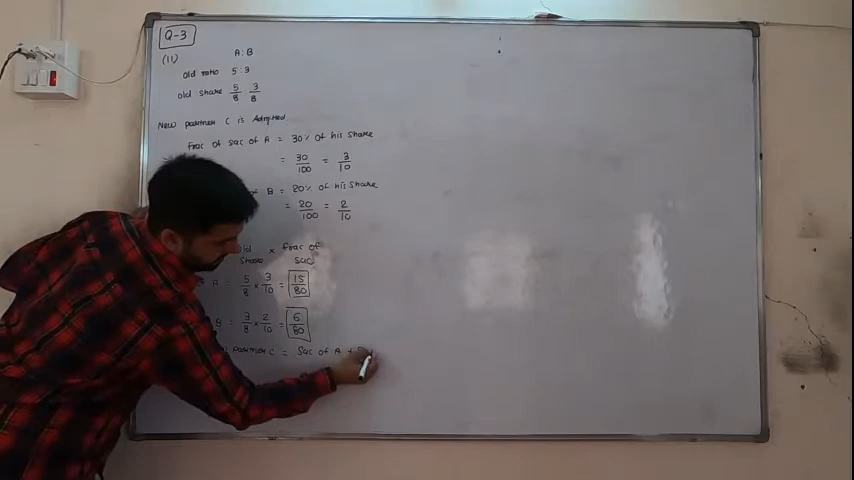 Q-3
(11) A:B
old ratio 5:3
old share 5/8 3/8
New partner C is Admitted
Frac of sac of A = 30% of his share
= 30/100 = 3/10
B = 20% of his share
= 20/100 = 2/10
x frac of
share sac
A = 5/8 x 3/10 = 15/80
B = 3/8 x 2/10 = 6/80
partner C = Sac of A +